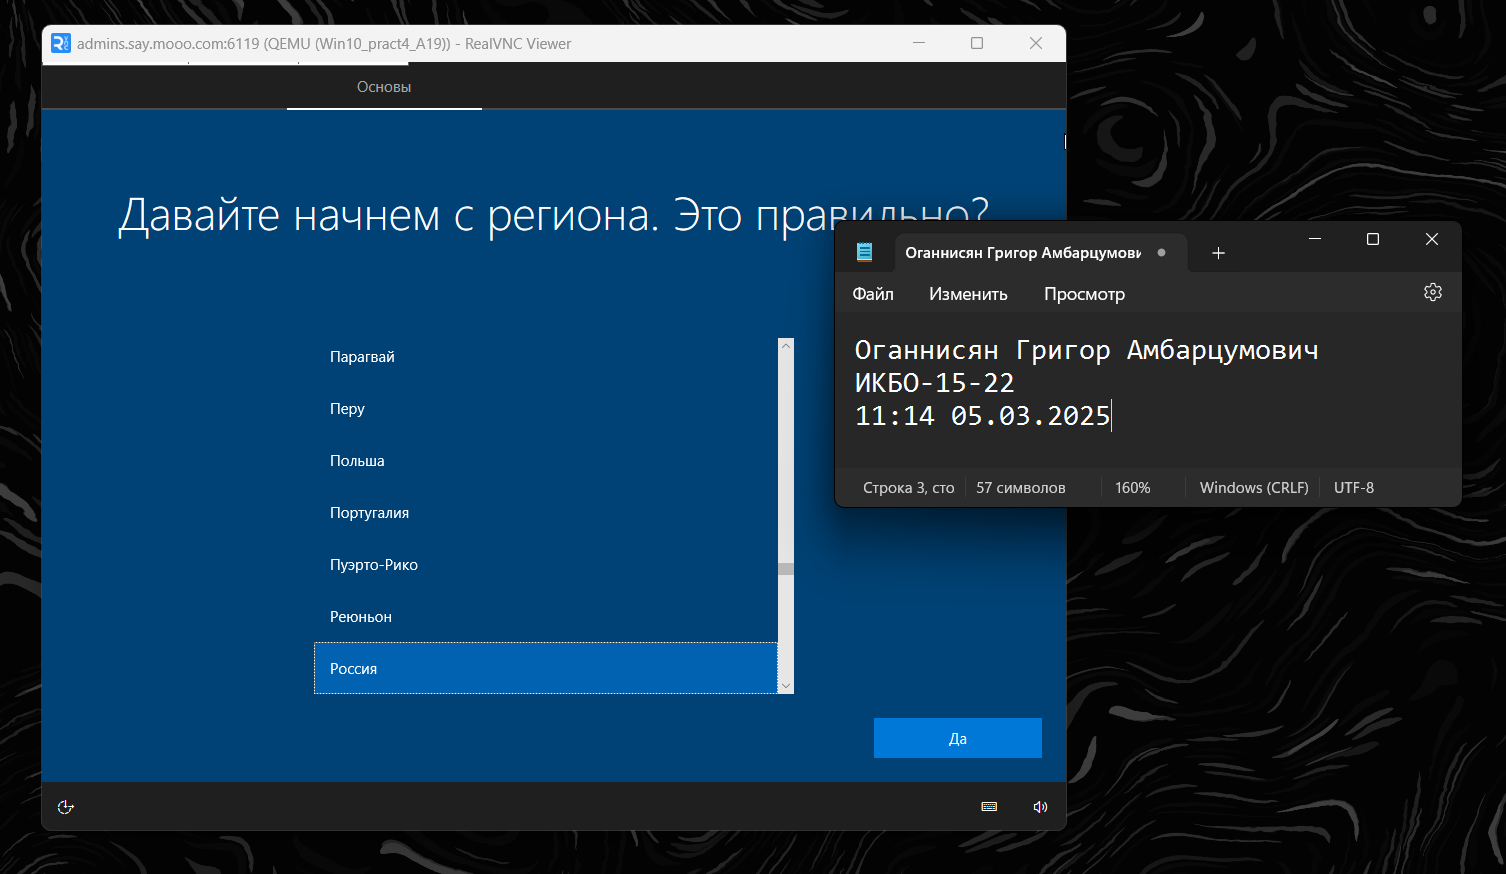 admins.say.mooo.com:6119 (QEMU (Win10_pract4_A19)) - RealVNC Viewer
Основы
Давайте начнем с региона. Это правильно?
Парагвай
Перу
Польша
Португалия
Пуэрто-Рико
Реюньон
Россия
Да
Оганнисян Григор Амбарцумови
Файл Изменить Просмотр
Оганнисян Григор Амбарцумович
ИКБО-15-22
11:14 05.03.2025
Строка 3, сто 57 символов 160% Windows (CRLF) UTF-8